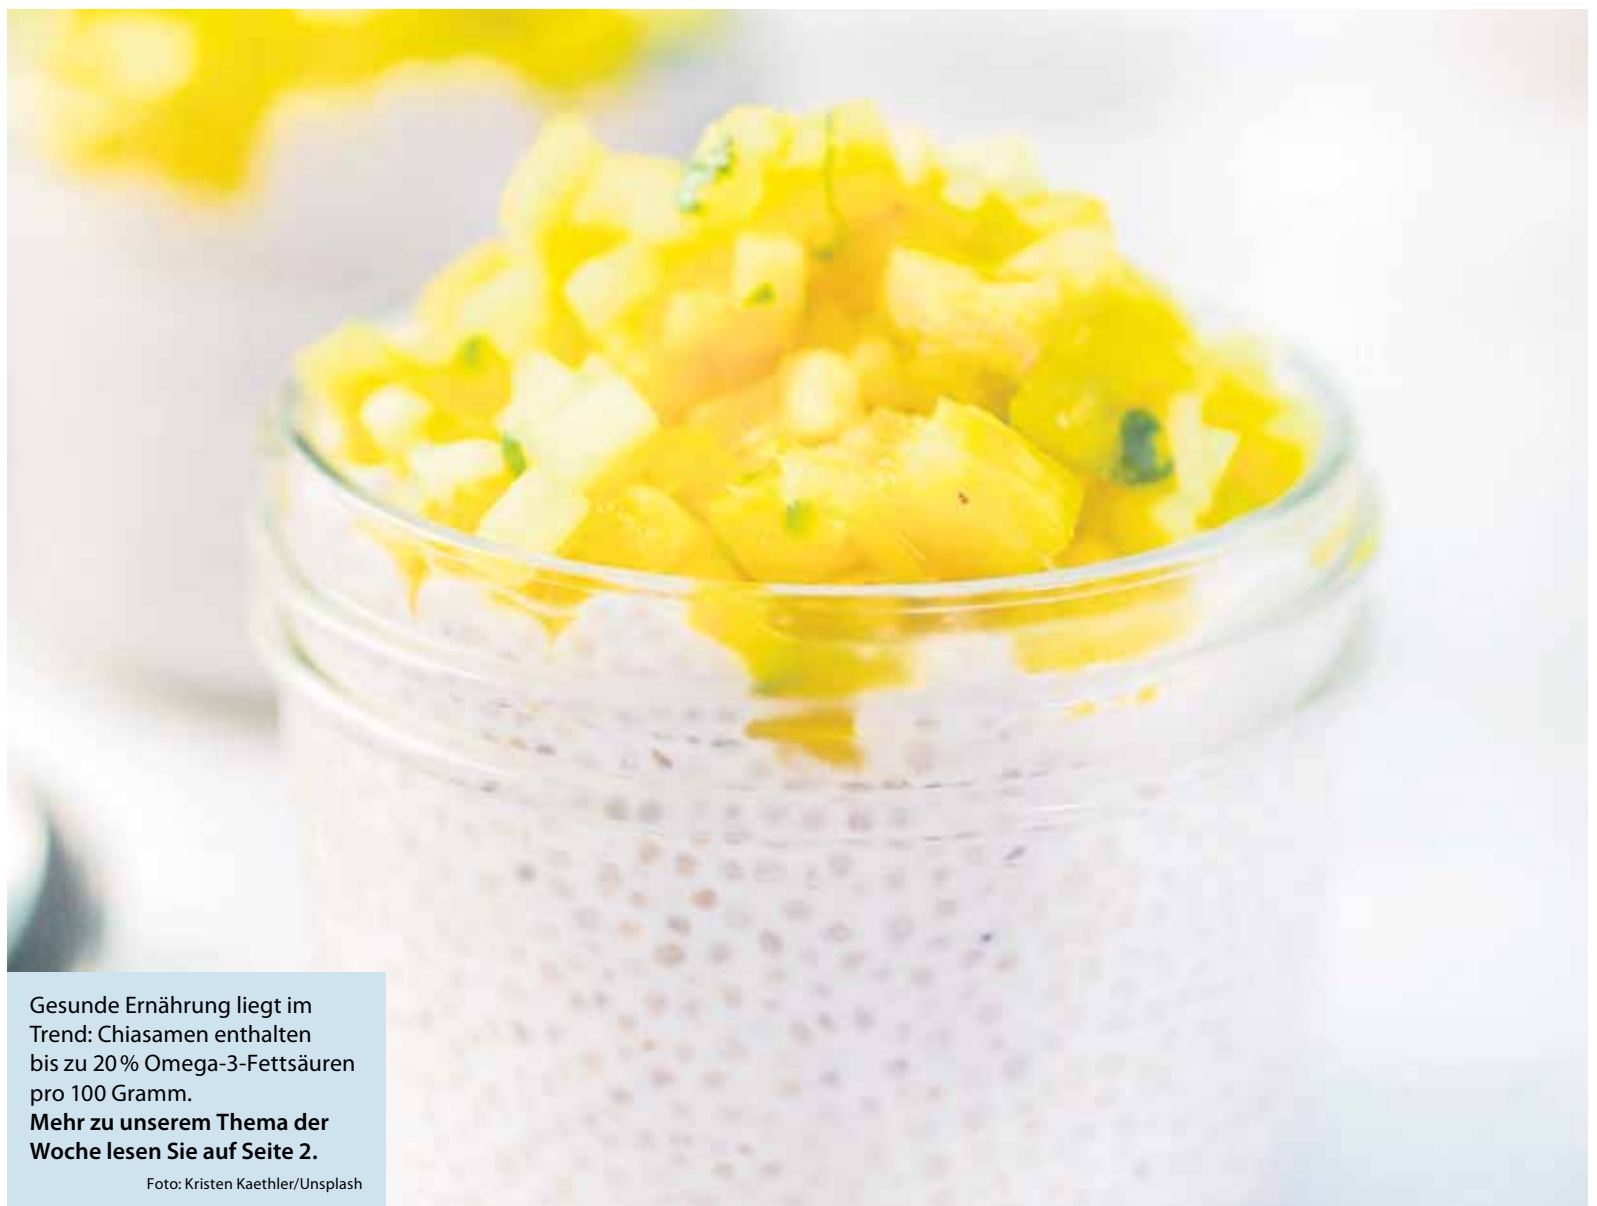 Gesunde Ernährung liegt im
Trend: Chiasamen enthalten
bis zu 20 % Omega-3-Fettsäuren
pro 100 Gramm.
Mehr zu unserem Thema der
Woche lesen Sie auf Seite 2.
Foto: Kristen Kaethler/Unsplash